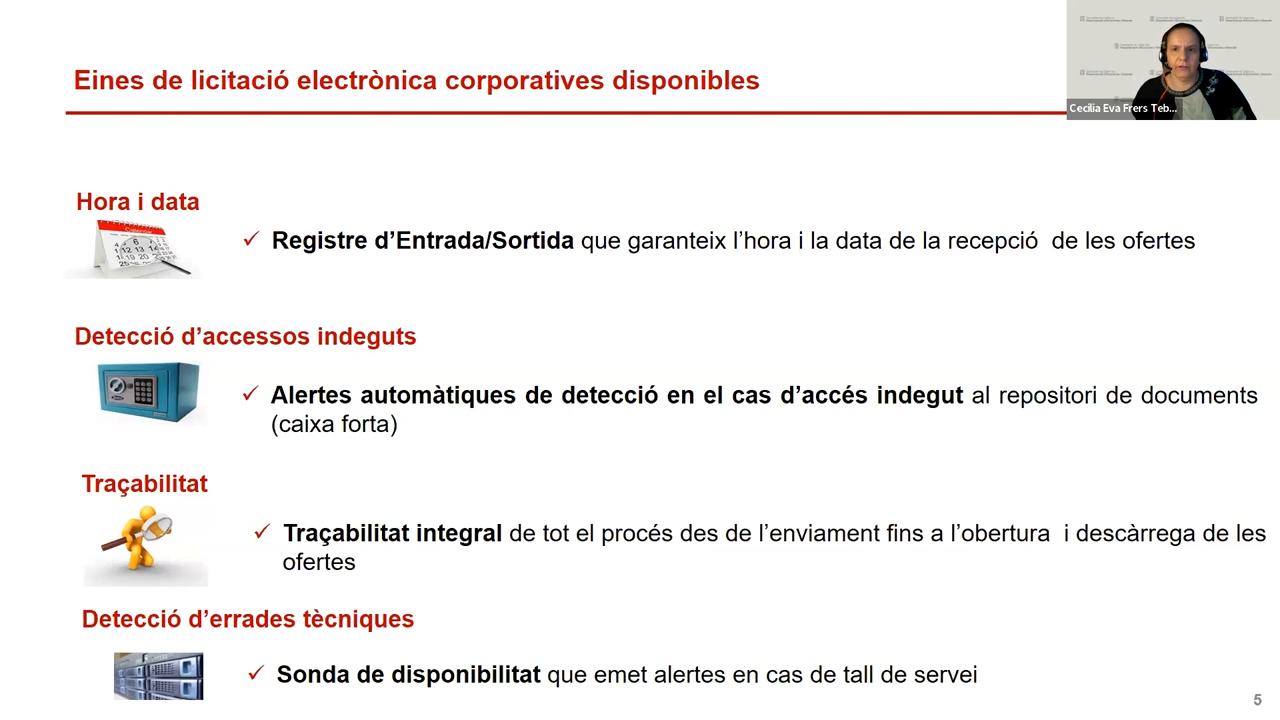 Eines de licitació electrònica corporatives disponibles
Cecília Eva Frers Teb...
Hora i data
✓ Registre d’Entrada/Sortida que garanteix l’hora i la data de la recepció de les ofertes
Detecció d’accessos indeguts
✓ Alertes automàtiques de detecció en el cas d’accés indegut al repositori de documents
(caixa forta)
Traçabilitat
✓ Traçabilitat integral de tot el procés des de l’enviament fins a l’obertura i descàrrega de les
ofertes
Detecció d’errades tècniques
✓ Sonda de disponibilitat que emet alertes en cas de tall de servei
5